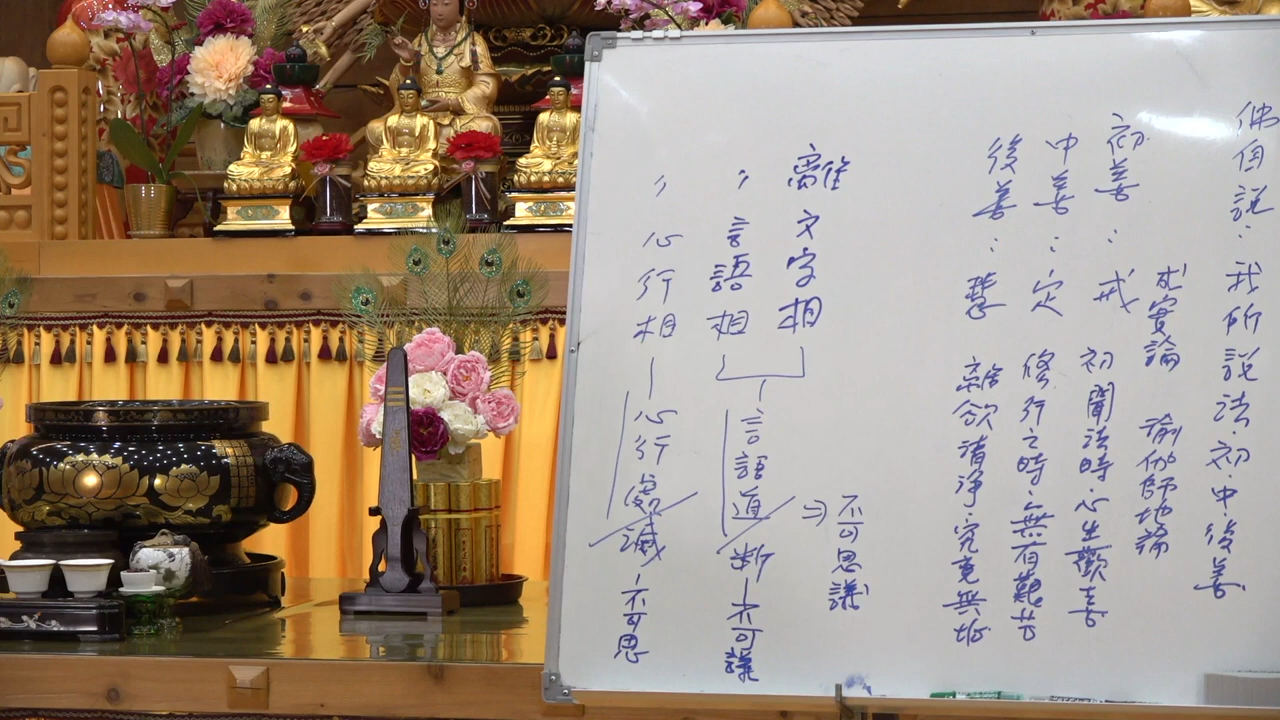 佛自說：我所說法、初、中後善
成實論 瑜伽師地論
初善：戒 初聞法時、心生歡喜
中善：定 修行之時、無有艱苦
後善：慧 離欲清淨、究竟無垢
離文字相
〃言語相
言語道斷－不可議
⇒不可思議
〃心行相－心行處滅－不可思